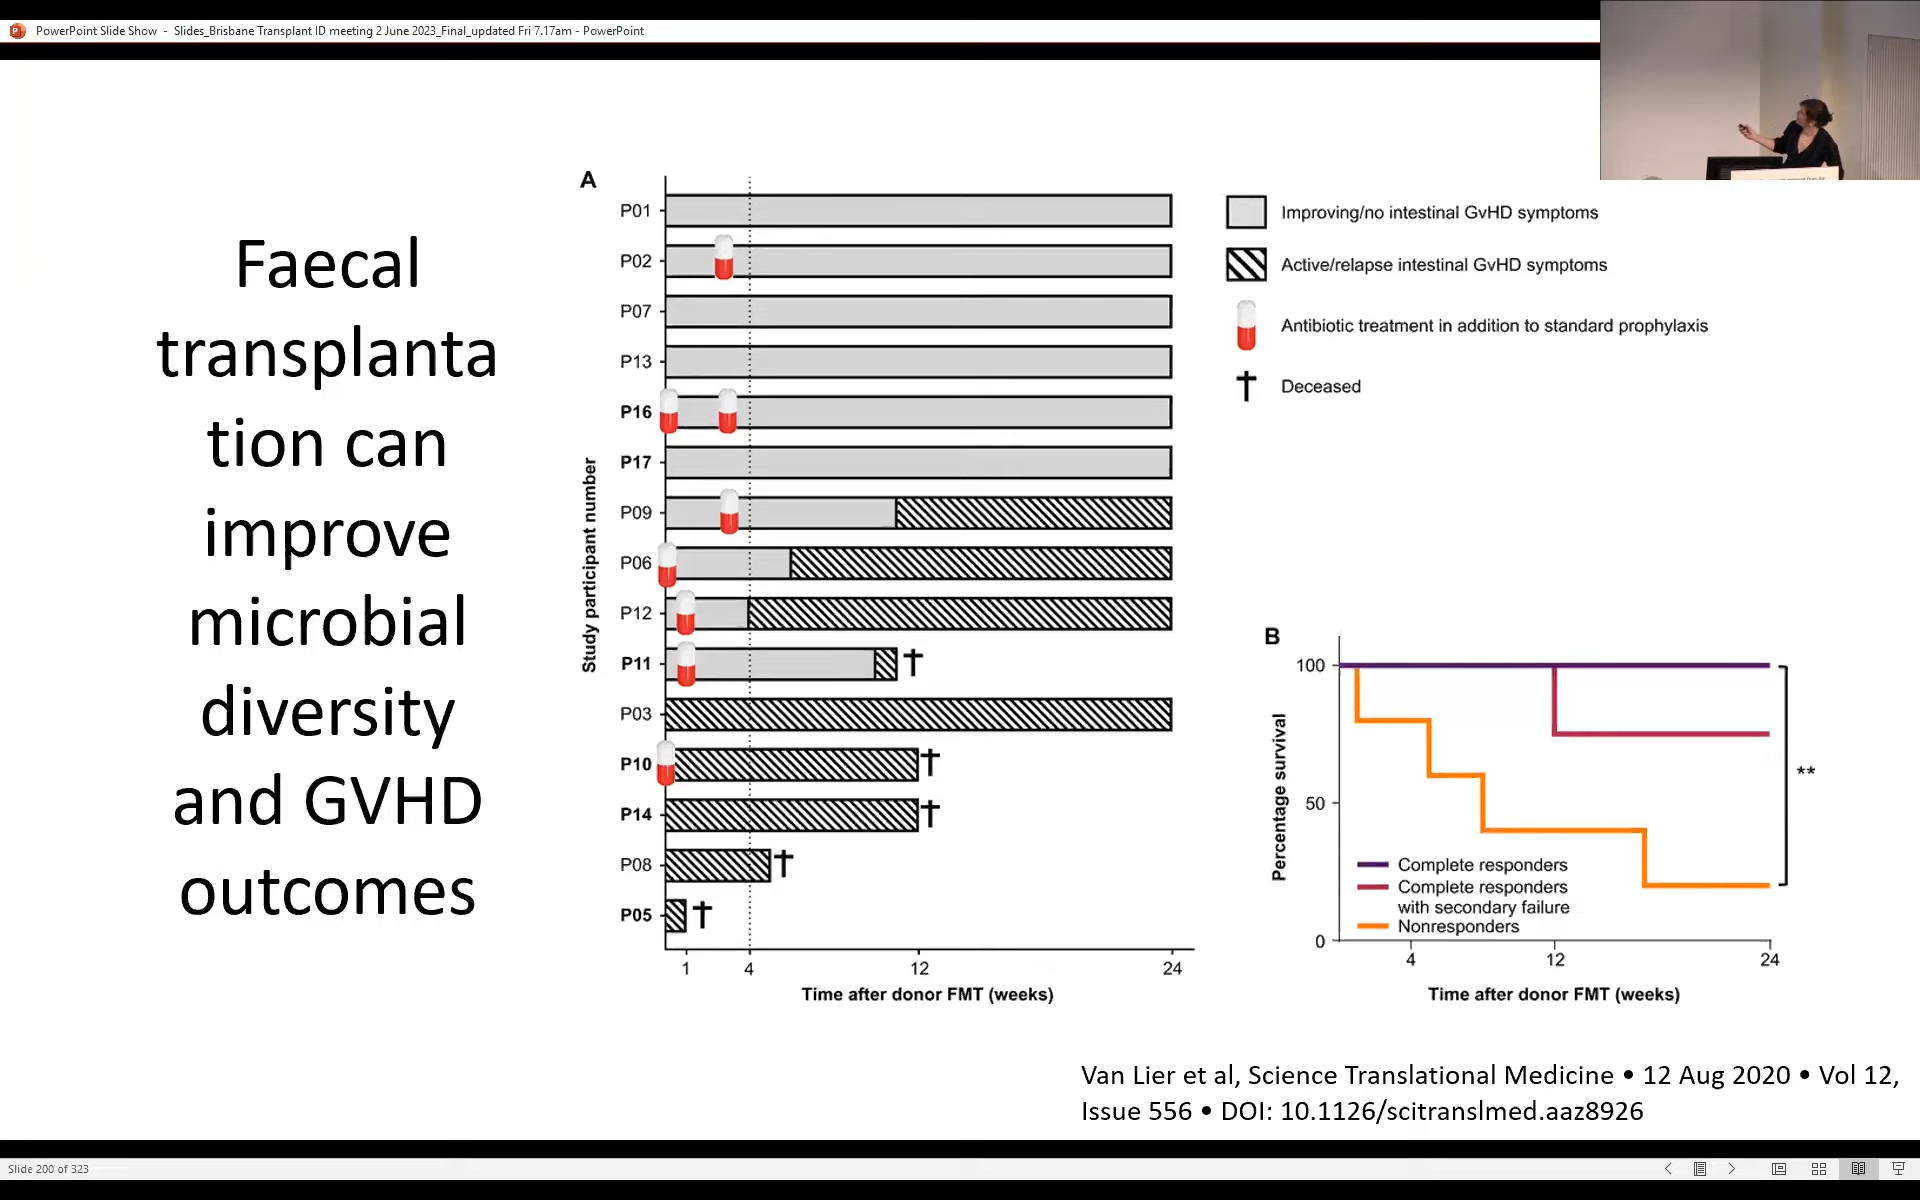 PowerPoint Slide Show - Slides_Brisbane Transplant ID meeting 2 June 2023_Final_updated Fri 7.17am - PowerPoint
Faecal
transplanta
tion can
improve
microbial
diversity
and GVHD
outcomes
A
Study participant number
P01
P02
P07
P13
P16
P17
P09
P06
P12
P11
P03
P10
P14
P08
P05
1 4 12 24
Time after donor FMT (weeks)
Improving/no intestinal GvHD symptoms
Active/relapse intestinal GvHD symptoms
Antibiotic treatment in addition to standard prophylaxis
Deceased
B
Percentage survival
100
50
0
Complete responders
Complete responders
with secondary failure
Nonresponders
**
4 12 24
Time after donor FMT (weeks)
Van Lier et al, Science Translational Medicine • 12 Aug 2020 • Vol 12,
Issue 556 • DOI: 10.1126/scitranslmed.aaz8926
Slide 200 of 323